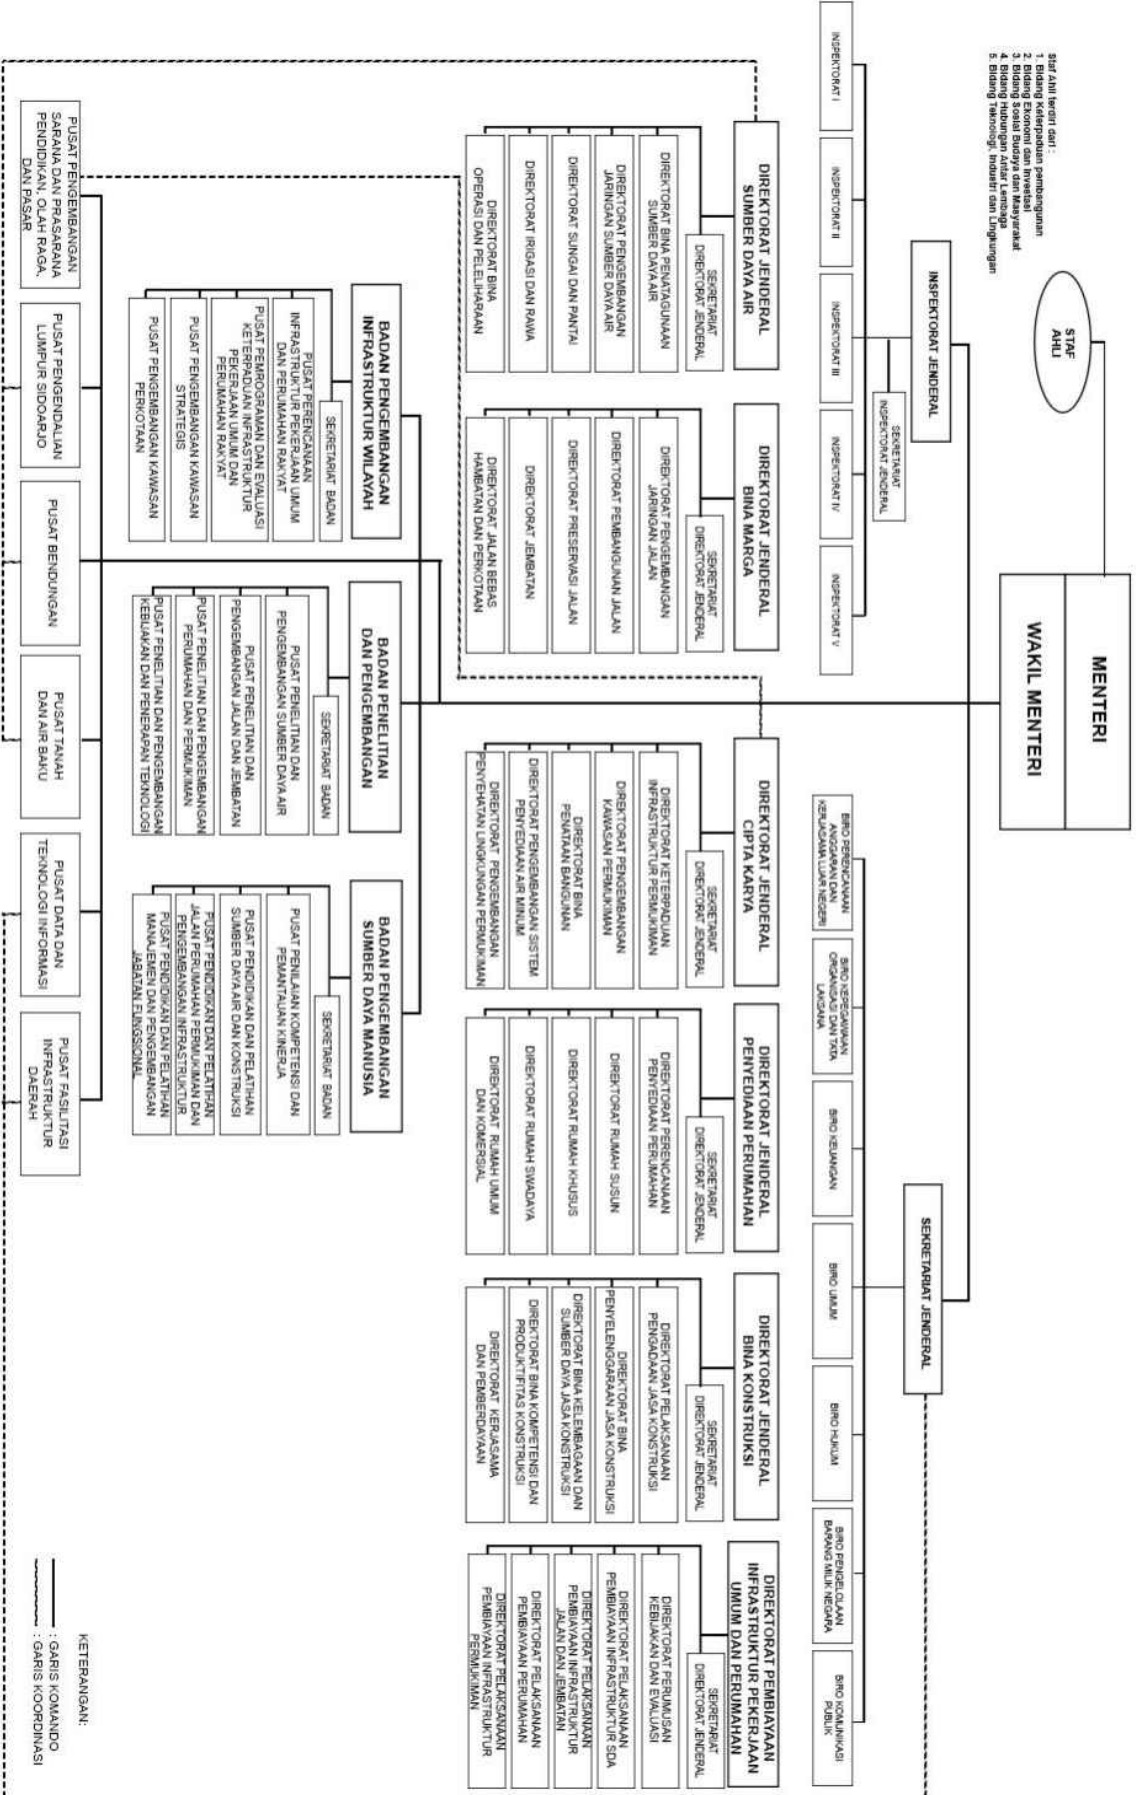 MENTERI
WAKIL MENTERI
STAF
AHLI
Staf Ahli terdiri dari :
1. Bidang Keterpaduan pembangunan
2. Bidang Ekonomi dan Investasi
3. Bidang Sosial Budaya dan Masyarakat
4. Bidang Hubungan Antar Lembaga
5. Bidang Teknologi, Industri dan Lingkungan
INSPEKTORAT JENDERAL
SEKRETARIAT
INSPEKTORAT JENDERAL
INSPEKTORAT I
INSPEKTORAT II
INSPEKTORAT III
INSPEKTORAT IV
INSPEKTORAT V
SEKRETARIAT JENDERAL
BIRO PERENCANAAN
ANGGARAN DAN
KERJASAMA LUAR NEGERI
BIRO KEPEGAWAIAN
ORGANISASI DAN TATA
LAKSANA
BIRO KEUANGAN
BIRO UMUM
BIRO HUKUM
BIRO PENGELOLAAN
BARANG MILIK NEGARA
BIRO KOMUNIKASI
PUBLIK
DIREKTORAT JENDERAL
SUMBER DAYA AIR
SEKRETARIAT
DIREKTORAT JENDERAL
DIREKTORAT BINA PENATAGUNAAN
SUMBER DAYA AIR
DIREKTORAT PENGEMBANGAN
JARINGAN SUMBER DAYA AIR
DIREKTORAT SUNGAI DAN PANTAI
DIREKTORAT IRIGASI DAN RAWA
DIREKTORAT BINA
OPERASI DAN PELELIHARAAN
DIREKTORAT JENDERAL
BINA MARGA
SEKRETARIAT
DIREKTORAT JENDERAL
DIREKTORAT PENGEMBANGAN
JARINGAN JALAN
DIREKTORAT PEMBANGUNAN JALAN
DIREKTORAT PRESERVASI JALAN
DIREKTORAT JEMBATAN
DIREKTORAT JALAN BEBAS
HAMBATAN DAN PERKOTAAN
DIREKTORAT JENDERAL
CIPTA KARYA
SEKRETARIAT
DIREKTORAT JENDERAL
DIREKTORAT KETERPADUAN
INFRASTRUKTUR PERMUKIMAN
DIREKTORAT PENGEMBANGAN
KAWASAN PERMUKIMAN
DIREKTORAT BINA
PENATAAN BANGUNAN
DIREKTORAT PENGEMBANGAN SISTEM
PENYEDIAAN AIR MINUM
DIREKTORAT PENGEMBANGAN
PENYEHATAN LINGKUNGAN PERMUKIMAN
DIREKTORAT JENDERAL
PENYEDIAAN PERUMAHAN
SEKRETARIAT
DIREKTORAT JENDERAL
DIREKTORAT PERENCANAAN
PENYEDIAAN PERUMAHAN
DIREKTORAT RUMAH SUSUN
DIREKTORAT RUMAH KHUSUS
DIREKTORAT RUMAH SWADAYA
DIREKTORAT RUMAH UMUM
DAN KOMERSIAL
DIREKTORAT JENDERAL
BINA KONSTRUKSI
SEKRETARIAT
DIREKTORAT JENDERAL
DIREKTORAT PELAKSANAAN
PENGADAAN JASA KONSTRUKSI
DIREKTORAT BINA
PENYELENGGARAAN JASA KONSTRUKSI
DIREKTORAT BINA KELEMBAGAAN DAN
SUMBER DAYA JASA KONSTRUKSI
DIREKTORAT BINA KOMPETENSI DAN
PRODUKTIFITAS KONSTRUKSI
DIREKTORAT KERJASAMA
DAN PEMBERDAYAAN
DIREKTORAT PEMBIAYAAN
INFRASTRUKTUR PEKERJAAN
UMUM DAN PERUMAHAN
SEKRETARIAT
DIREKTORAT JENDERAL
DIREKTORAT PERUMUSAN
KEBIJAKAN DAN EVALUASI
DIREKTORAT PELAKSANAAN
PEMBIAYAAN INFRASTRUKTUR SDA
DIREKTORAT PELAKSANAAN
PEMBIAYAAN INFRASTRUKTUR
JALAN DAN JEMBATAN
DIREKTORAT PELAKSANAAN
PEMBIAYAAN PERUMAHAN
DIREKTORAT PELAKSANAAN
PEMBIAYAAN INFRASTRUKTUR
PERMUKIMAN
BADAN PENGEMBANGAN
INFRASTRUKTUR WILAYAH
SEKRETARIAT BADAN
PUSAT PERENCANAAN
INFRASTRUKTUR PEKERJAAN UMUM
DAN PERUMAHAN RAKYAT
PUSAT PEMROGRAMAN DAN EVALUASI
KETERPADUAN INFRASTRUKTUR
PEKERJAAN UMUM DAN
PERUMAHAN RAKYAT
PUSAT PENGEMBANGAN KAWASAN
STRATEGIS
PUSAT PENGEMBANGAN KAWASAN
PERKOTAAN
BADAN PENELITIAN
DAN PENGEMBANGAN
SEKRETARIAT BADAN
PUSAT PENELITIAN DAN
PENGEMBANGAN SUMBER DAYA AIR
PUSAT PENELITIAN DAN
PENGEMBANGAN JALAN DAN JEMBATAN
PUSAT PENELITIAN DAN PENGEMBANGAN
PERUMAHAN DAN PERMUKIMAN
PUSAT PENELITIAN DAN PENGEMBANGAN
KEBIJAKAN DAN PENERAPAN TEKNOLOGI
BADAN PENGEMBANGAN
SUMBER DAYA MANUSIA
SEKRETARIAT BADAN
PUSAT PENILAIAN KOMPETENSI DAN
PEMANTAUAN KINERJA
PUSAT PENDIDIKAN DAN PELATIHAN
SUMBER DAYA AIR DAN KONSTRUKSI
PUSAT PENDIDIKAN DAN PELATIHAN
JALAN PERUMAHAN PERMUKIMAN DAN
PENGEMBANGAN INFRASTRUKTUR
PUSAT PENDIDIKAN DAN PELATIHAN
MANAJEMEN DAN PENGEMBANGAN
JABATAN FUNGSIONAL
PUSAT PENGEMBANGAN
SARANA DAN PRASARANA
PENDIDIKAN, OLAH RAGA,
DAN PASAR
PUSAT PENGENDALIAN
LUMPUR SIDOARJO
PUSAT BENDUNGAN
PUSAT TANAH
DAN AIR BAKU
PUSAT DATA DAN
TEKNOLOGI INFORMASI
PUSAT FASILITASI
INFRASTRUKTUR
DAERAH
KETERANGAN:
: GARIS KOMANDO
: GARIS KOORDINASI